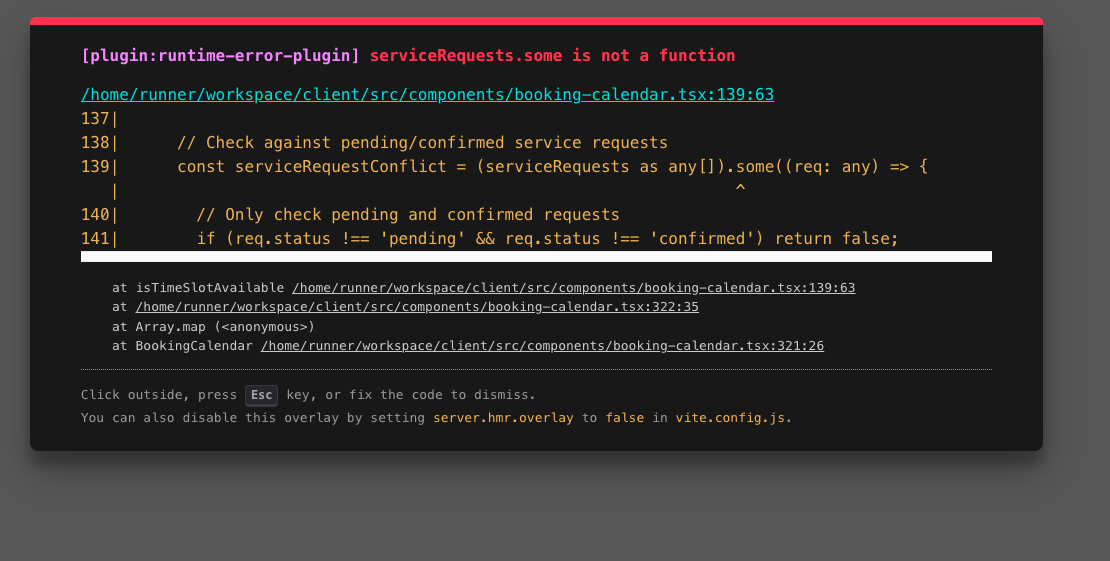 [plugin:runtime-error-plugin] serviceRequests.some is not a function
/home/runner/workspace/client/src/components/booking-calendar.tsx:139:63
137|
138|      // Check against pending/confirmed service requests
139|      const serviceRequestConflict = (serviceRequests as any[]).some((req: any) => {
   |                                                                ^
140|        // Only check pending and confirmed requests
141|        if (req.status !== 'pending' && req.status !== 'confirmed') return false;
at isTimeSlotAvailable /home/runner/workspace/client/src/components/booking-calendar.tsx:139:63
at /home/runner/workspace/client/src/components/booking-calendar.tsx:322:35
at Array.map (<anonymous>)
at BookingCalendar /home/runner/workspace/client/src/components/booking-calendar.tsx:321:26
Click outside, press Esc key, or fix the code to dismiss.
You can also disable this overlay by setting server.hmr.overlay to false in vite.config.js.